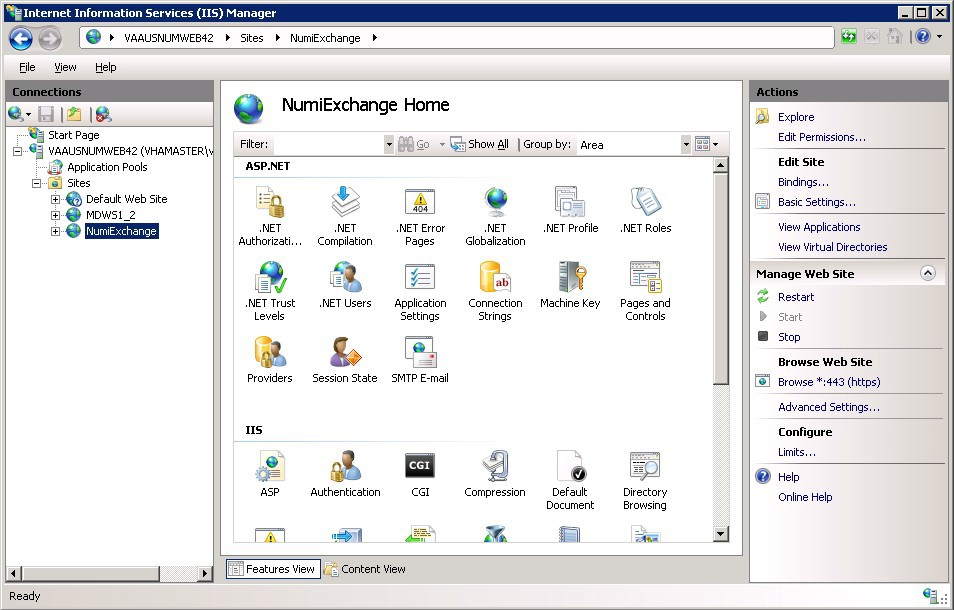 Internet Information Services (IIS) Manager
VAAUSNUMWEB42 Sites NumiExchange
File View Help
Connections
Start Page
VAAUSNUMWEB42 (VHAMASTER\v
Application Pools
Sites
Default Web Site
MDWS1_2
NumiExchange
NumiExchange Home
Filter: Go Show All Group by: Area
ASP.NET
.NET Authorizati...
.NET Compilation
404
.NET Error Pages
.NET Globalization
.NET Profile
.NET Roles
.NET Trust Levels
.NET Users
Application Settings
ab
Connection Strings
Machine Key
Pages and Controls
Providers
Session State
SMTP E-mail
IIS
ASP
Authentication
CGI
CGI
Compression
Default Document
Directory Browsing
Features View
Content View
Actions
Explore
Edit Permissions...
Edit Site
Bindings...
Basic Settings...
View Applications
View Virtual Directories
Manage Web Site
Restart
Start
Stop
Browse Web Site
Browse *:443 (https)
Advanced Settings...
Configure
Limits...
Help
Online Help
Ready